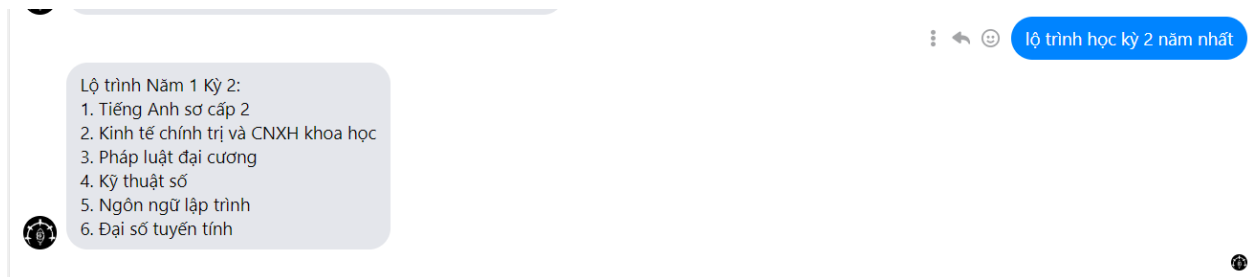 lộ trình học kỳ 2 năm nhất
Lộ trình Năm 1 Kỳ 2:
1. Tiếng Anh sơ cấp 2
2. Kinh tế chính trị và CNXH khoa học
3. Pháp luật đại cương
4. Kỹ thuật số
5. Ngôn ngữ lập trình
6. Đại số tuyến tính